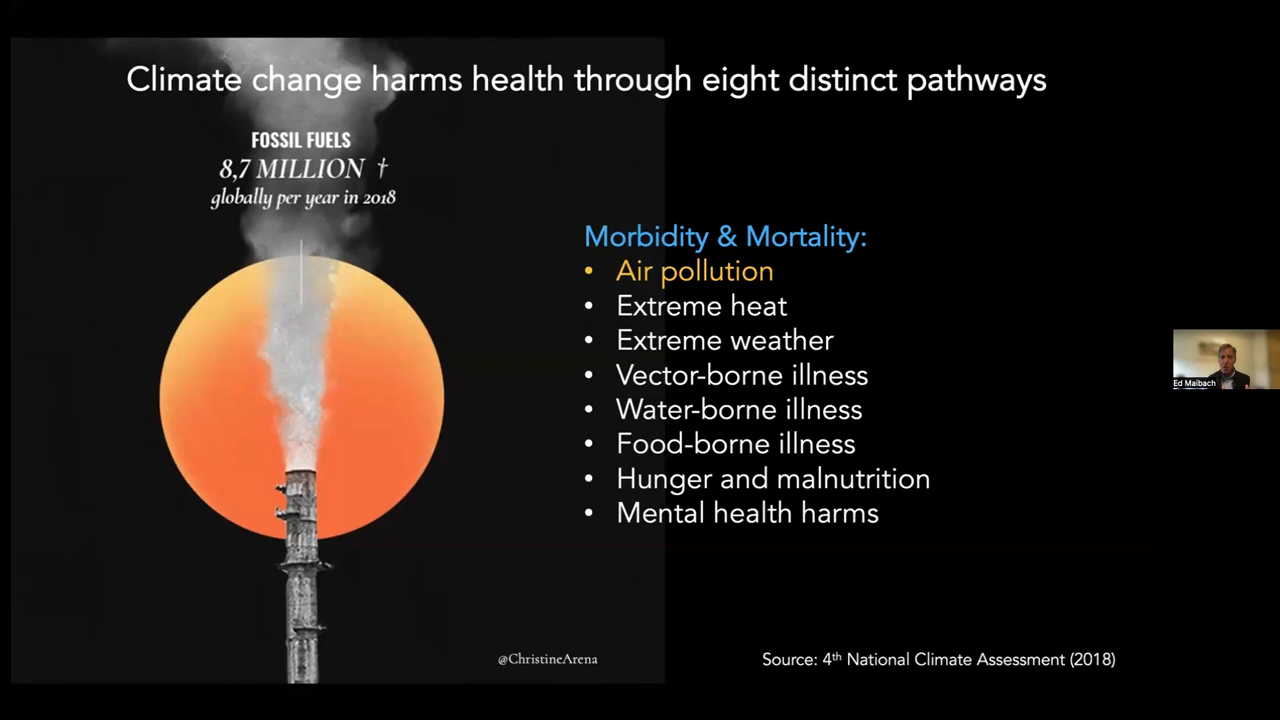 Climate change harms health through eight distinct pathways
FOSSIL FUELS
8,7 MILLION †
globally per year in 2018
Morbidity & Mortality:
• Air pollution
• Extreme heat
• Extreme weather
• Vector-borne illness
• Water-borne illness
• Food-borne illness
• Hunger and malnutrition
• Mental health harms
Ed Maibach
@ChristineArena
Source: 4th National Climate Assessment (2018)